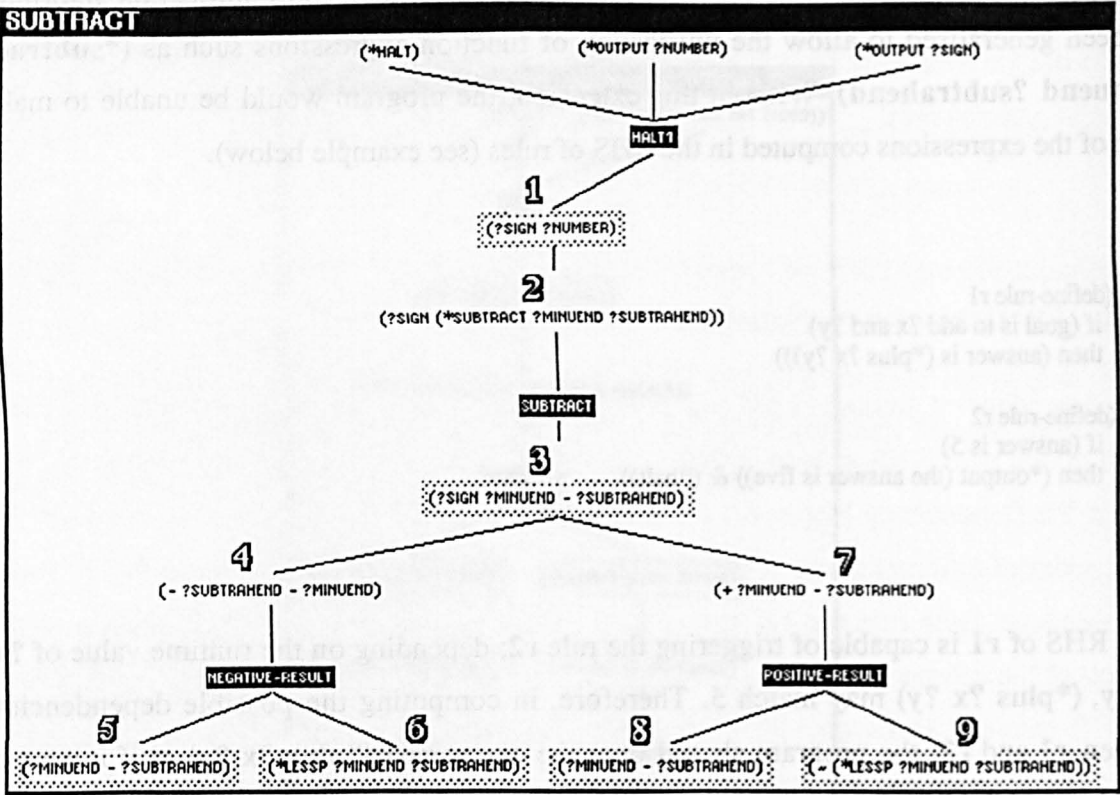 SUBTRACT
(*HALT) (*OUTPUT ?NUMBER) (*OUTPUT ?SIGN)
HALT1
1
(?SIGN ?NUMBER)
2
(?SIGN (*SUBTRACT ?MINUEND ?SUBTRAHEND))
SUBTRACT
3
(?SIGN ?MINUEND - ?SUBTRAHEND)
4 7
(- ?SUBTRAHEND - ?MINUEND) (+ ?MINUEND - ?SUBTRAHEND)
NEGATIVE-RESULT POSITIVE-RESULT
5 6 8 9
(?MINUEND - ?SUBTRAHEND) (*LESSP ?MINUEND ?SUBTRAHEND) (?MINUEND - ?SUBTRAHEND) (~ (*LESSP ?MINUEND ?SUBTRAHEND))